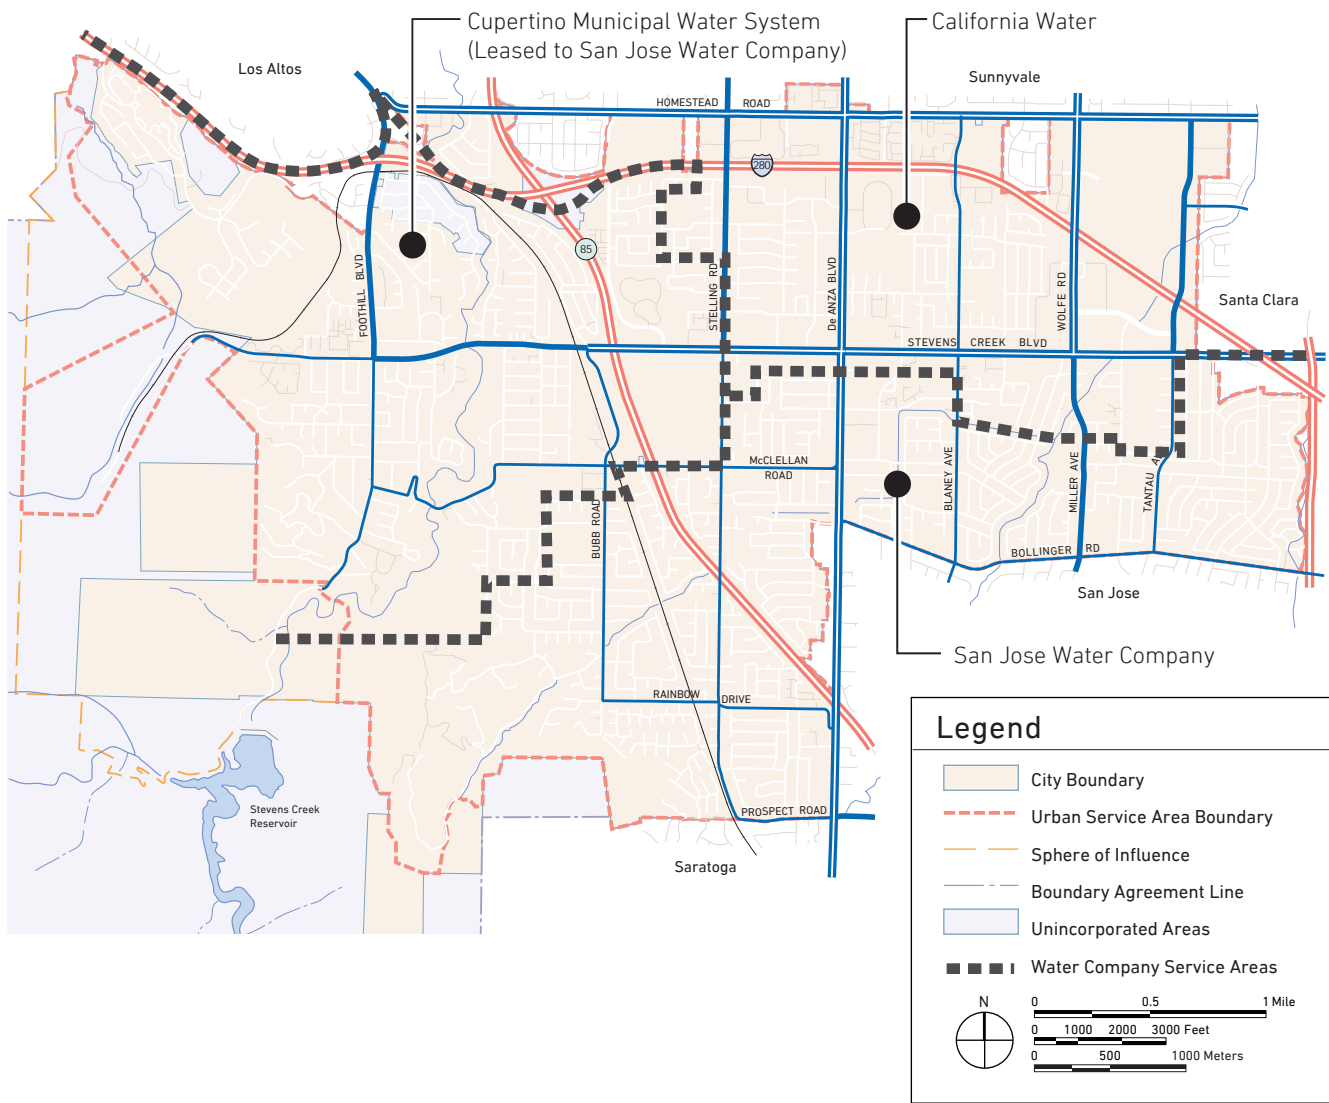 Cupertino Municipal Water System
(Leased to San Jose Water Company)
California Water
Los Altos
Sunnyvale
HOMESTEAD ROAD
280
85
FOOTHILL BLVD
STELLING RD
De ANZA BLVD
WOLFE RD
Santa Clara
STEVENS CREEK BLVD
McCLELLAN
ROAD
BUBB ROAD
BLANEY AVE
MILLER AVE
TANTAU A
BOLLINGER RD
San Jose
San Jose Water Company
RAINBOW DRIVE
Stevens Creek
Reservoir
PROSPECT ROAD
Saratoga
Legend
City Boundary
Urban Service Area Boundary
Sphere of Influence
Boundary Agreement Line
Unincorporated Areas
Water Company Service Areas
N
0 0.5 1 Mile
0 1000 2000 3000 Feet
0 500 1000 Meters